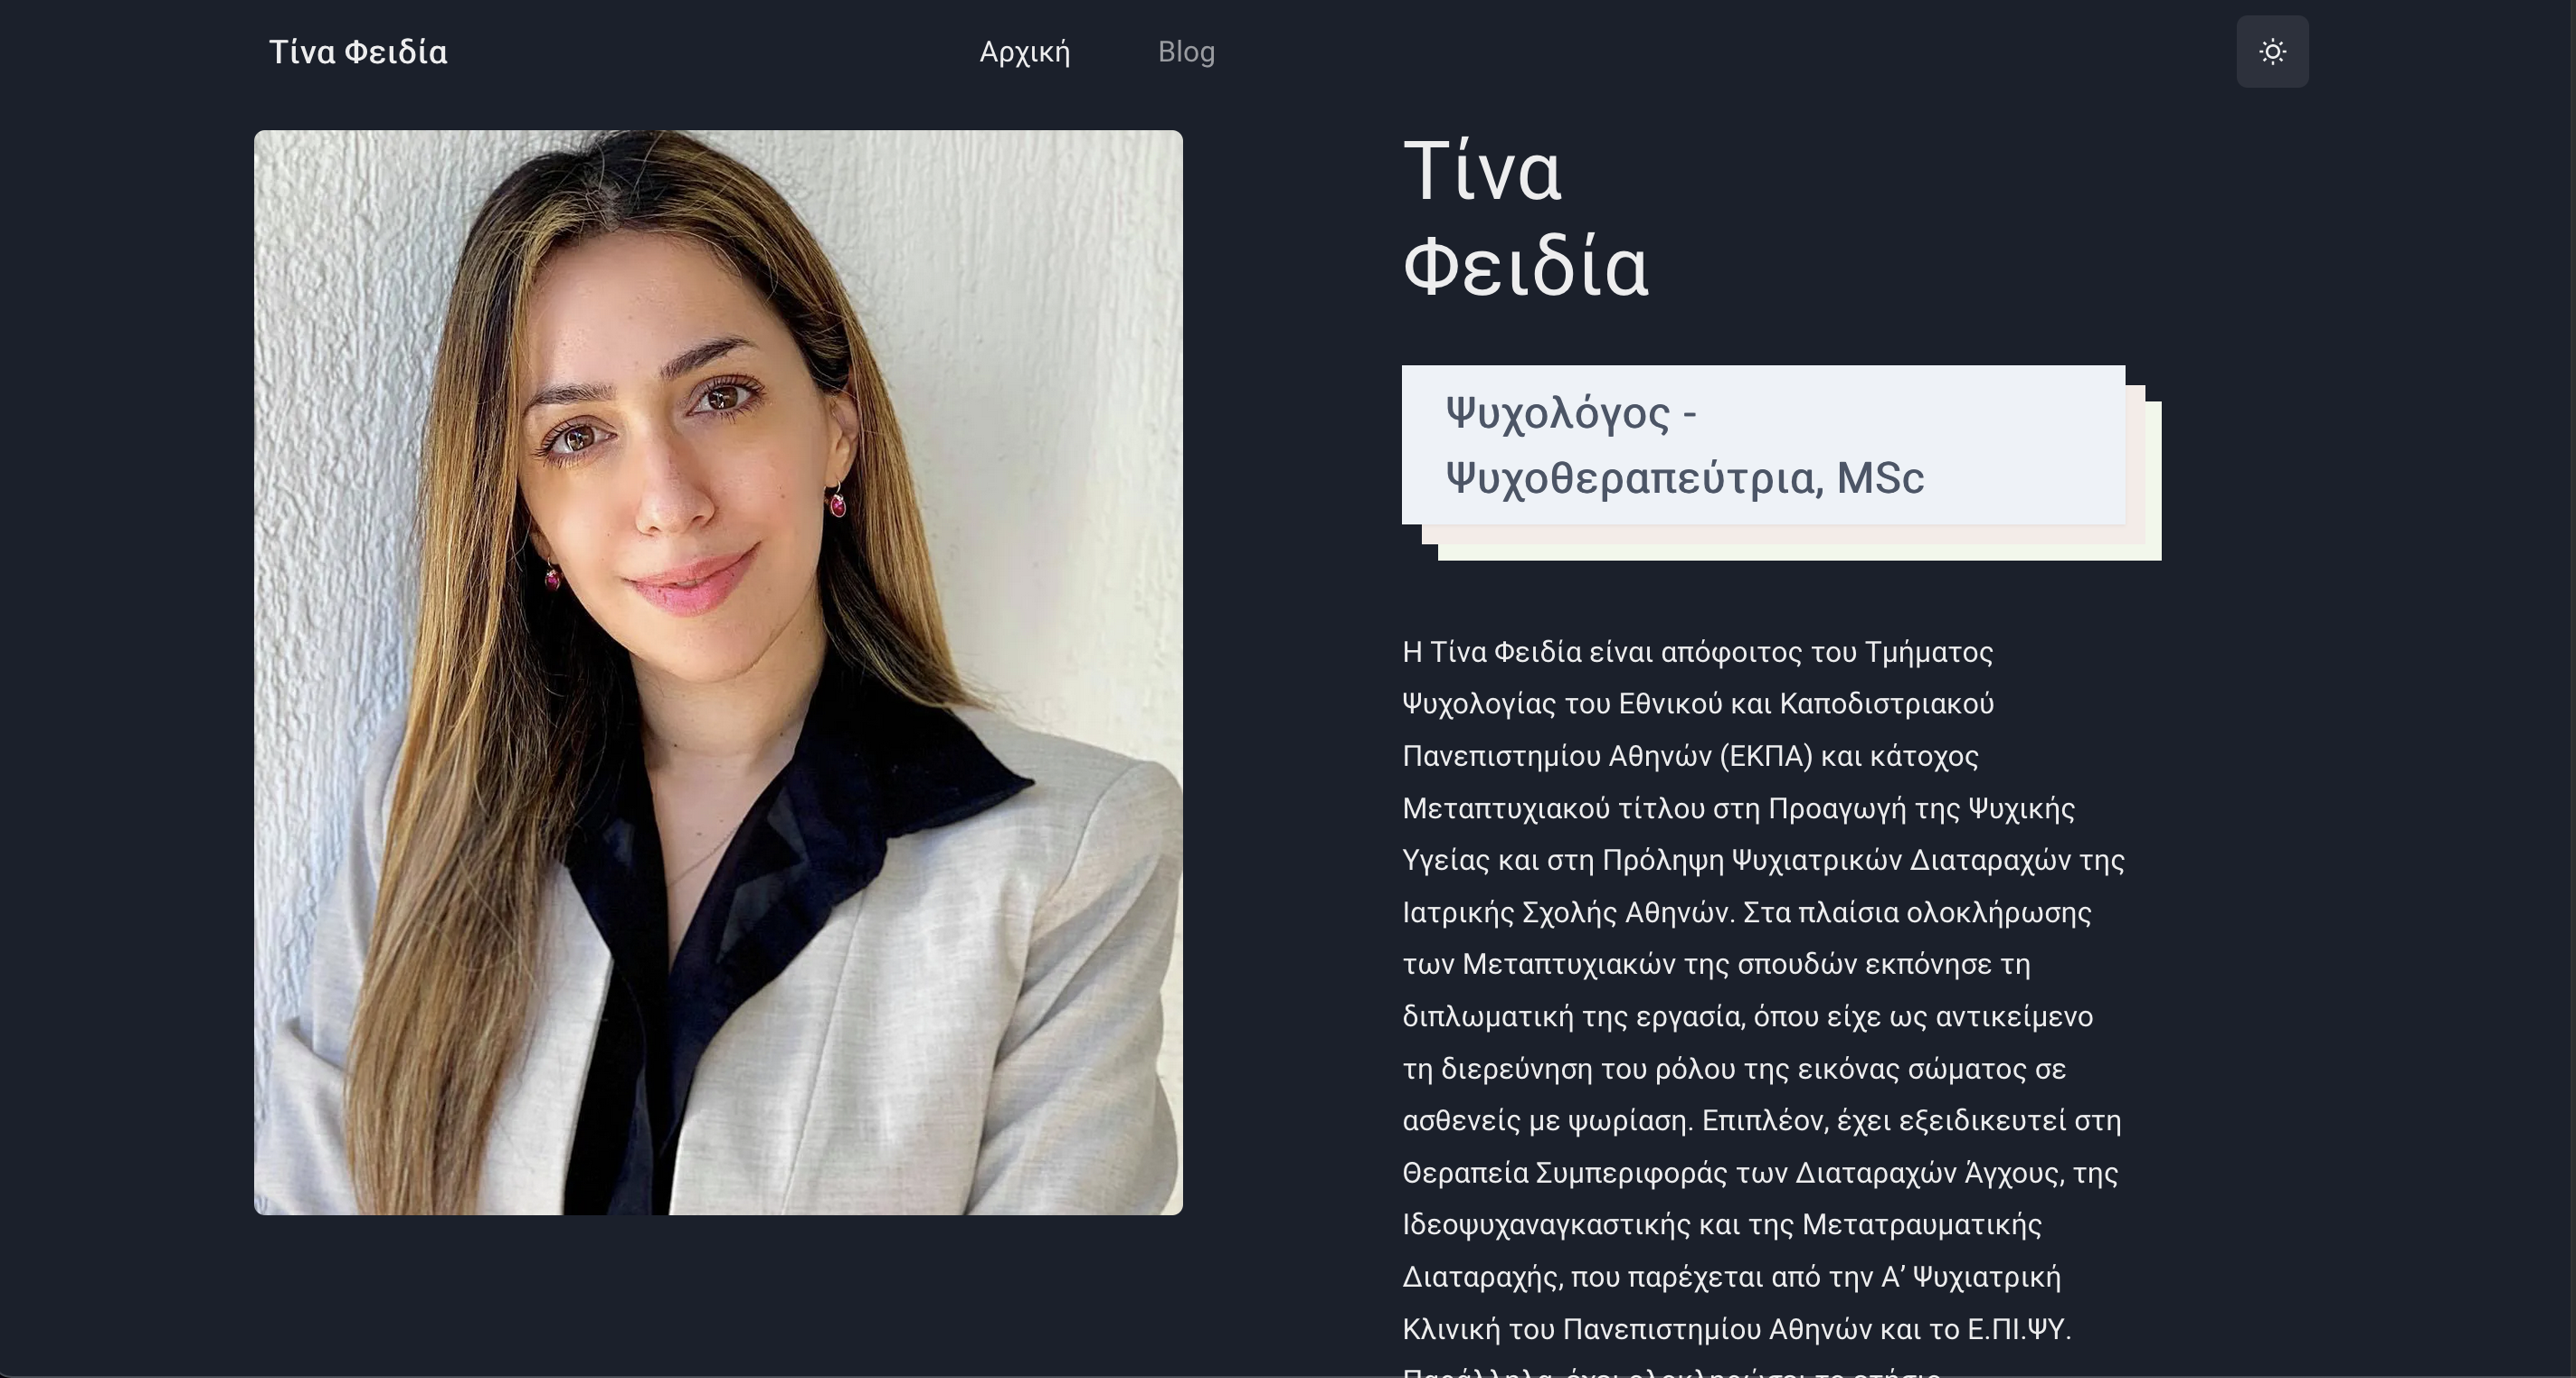 Τίνα Φειδία
Αρχική
Blog
Τίνα
Φειδία
Ψυχολόγος -
Ψυχοθεραπεύτρια, MSc
Η Τίνα Φειδία είναι απόφοιτος του Τμήματος
Ψυχολογίας του Εθνικού και Καποδιστριακού
Πανεπιστημίου Αθηνών (ΕΚΠΑ) και κάτοχος
Μεταπτυχιακού τίτλου στη Προαγωγή της Ψυχικής
Υγείας και στη Πρόληψη Ψυχιατρικών Διαταραχών της
Ιατρικής Σχολής Αθηνών. Στα πλαίσια ολοκλήρωσης
των Μεταπτυχιακών της σπουδών εκπόνησε τη
διπλωματική της εργασία, όπου είχε ως αντικείμενο
τη διερεύνηση του ρόλου της εικόνας σώματος σε
ασθενείς με ψωρίαση. Επιπλέον, έχει εξειδικευτεί στη
Θεραπεία Συμπεριφοράς των Διαταραχών Άγχους, της
Ιδεοψυχαναγκαστικής και της Μετατραυματικής
Διαταραχής, που παρέχεται από την Α’ Ψυχιατρική
Κλινική του Πανεπιστημίου Αθηνών και το Ε.ΠΙ.ΨΥ.